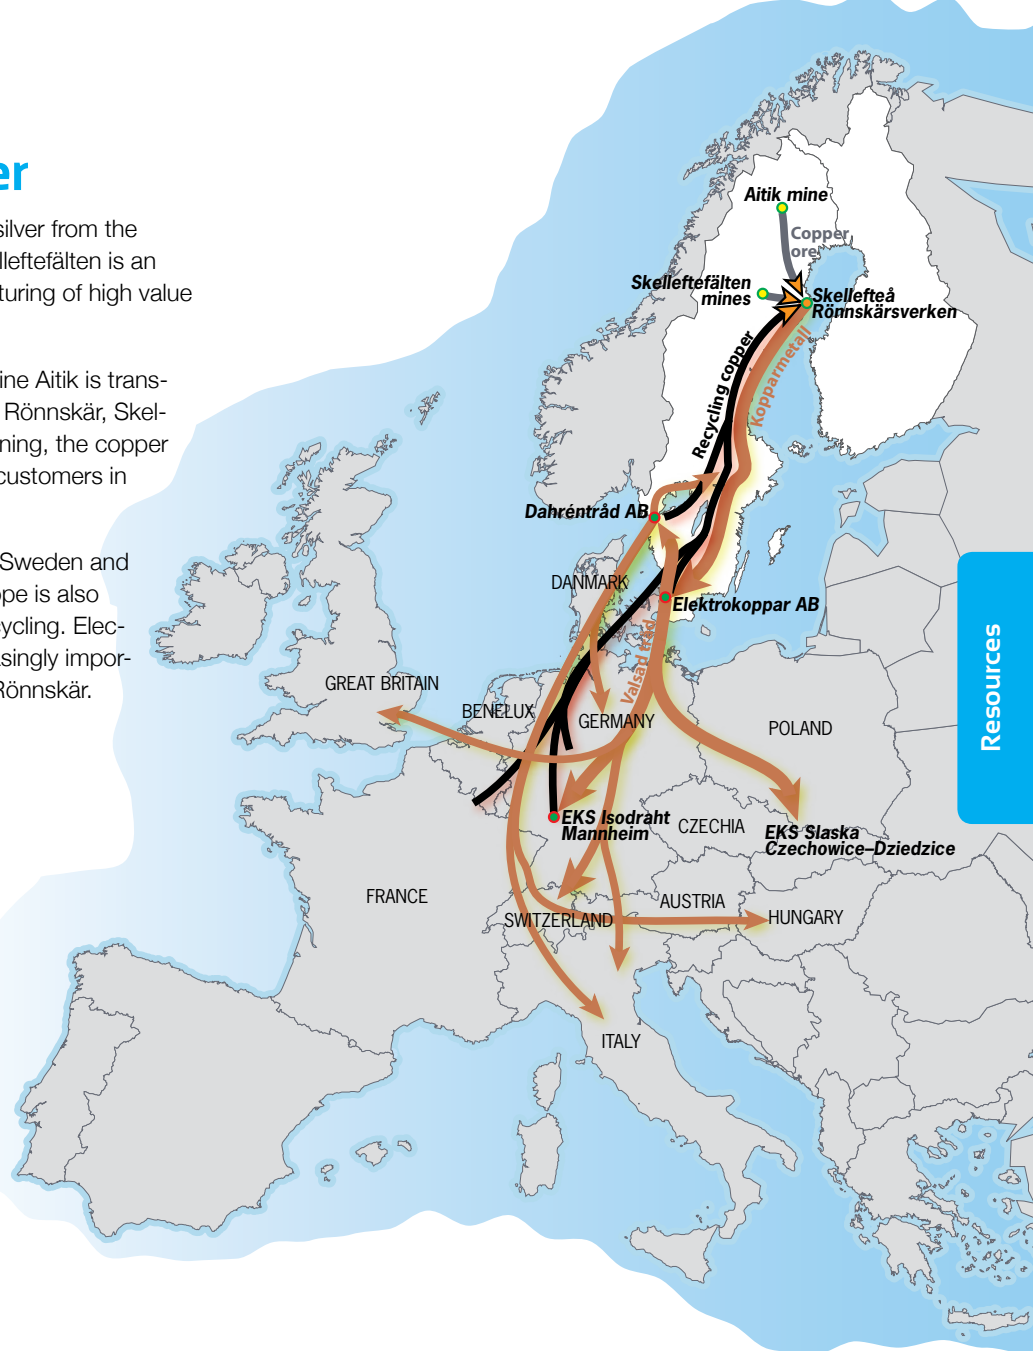 er
silver from the
lleftefälten is an
turing of high value
ine Aitik is trans-
Rönnskär, Skel-
ning, the copper
customers in
Sweden and
ope is also
cycling. Elec-
asingly impor-
Rönnskär.
Aitik mine
Copper
ore
Skelleftefälten
mines
Skellefteå
Rönnskärsverken
Recycling copper
Kopparmetall
Dahréntråd AB
DANMARK
Elektrokoppar AB
Valsad tråd
GREAT BRITAIN
BENELUX
GERMANY
POLAND
EKS Isodraht
Mannheim
CZECHIA
EKS Slaska
Czechowice–Dziedzice
FRANCE
AUSTRIA
SWITZERLAND
HUNGARY
ITALY
Resources